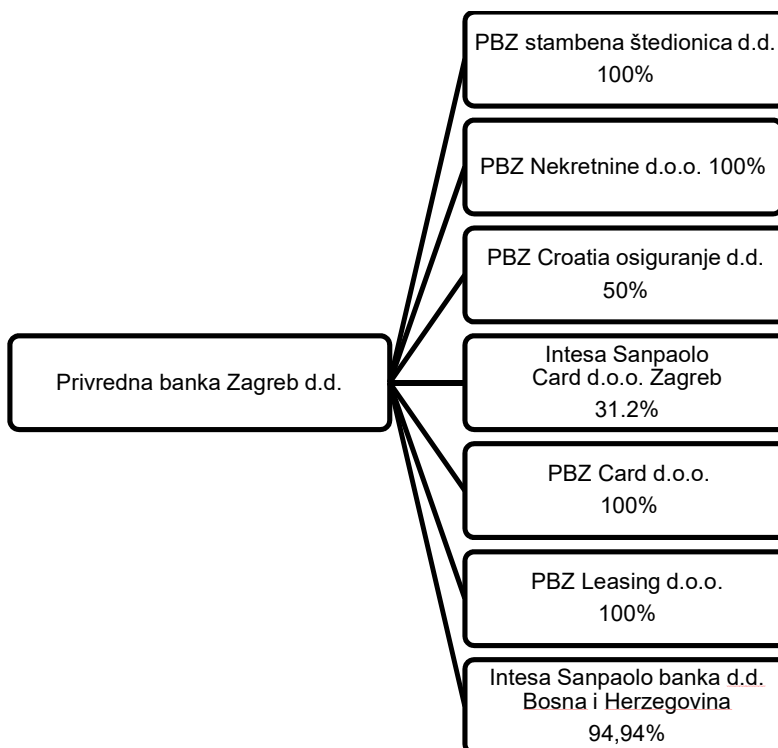 PBZ stambena štedionica d.d.
100%
PBZ Nekretnine d.o.o. 100%
PBZ Croatia osiguranje d.d.
50%
Privredna banka Zagreb d.d.
Intesa Sanpaolo
Card d.o.o. Zagreb
31.2%
PBZ Card d.o.o.
100%
PBZ Leasing d.o.o.
100%
Intesa Sanpaolo banka d.d.
Bosna i Herzegovina
94,94%